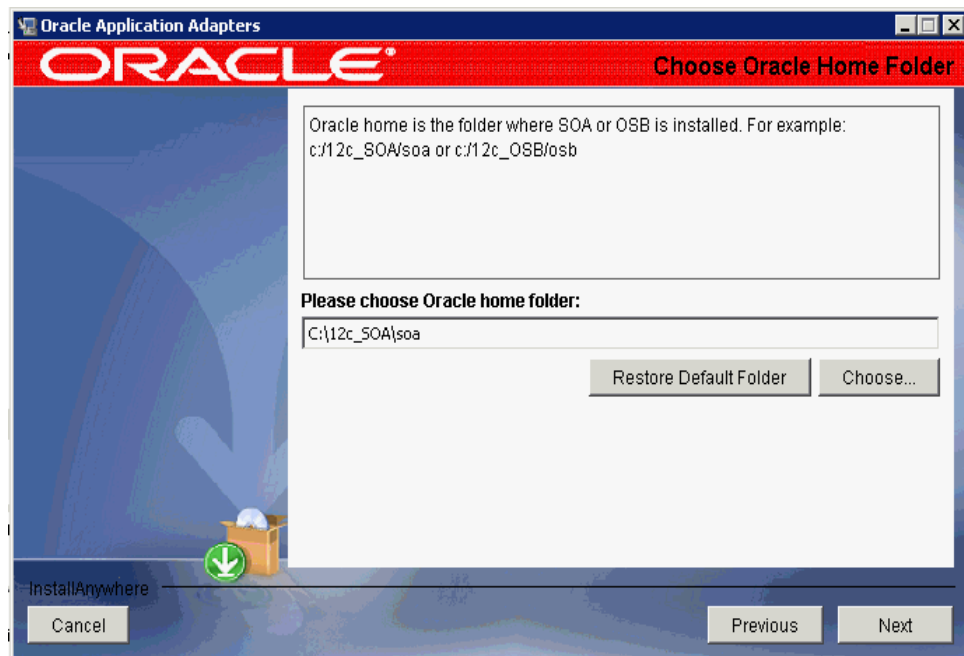 Oracle Application Adapters
ORACLE®
Choose Oracle Home Folder
Oracle home is the folder where SOA or OSB is installed. For example:
c:/12c_SOA/soa or c:/12c_OSB/osb
Please choose Oracle home folder:
C:\12c_SOA\soa
Restore Default Folder
Choose...
InstallAnywhere
Cancel
Previous
Next